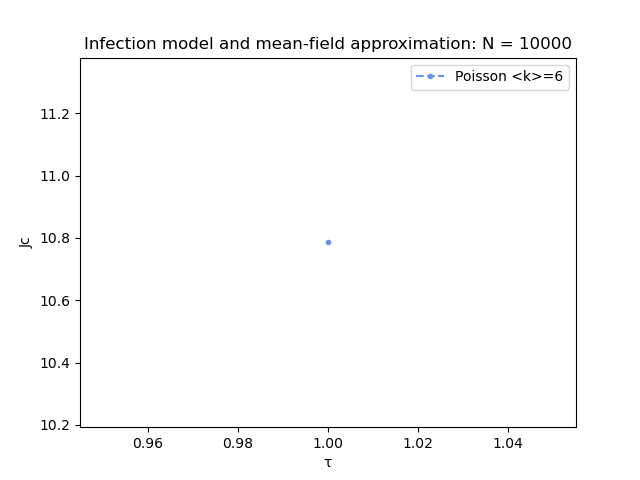 Infection model and mean-field approximation: N = 10000
Poisson <k>=6
11.2
11.0
10.8
10.6
10.4
10.2
Jc
0.96 0.98 1.00 1.02 1.04
τ